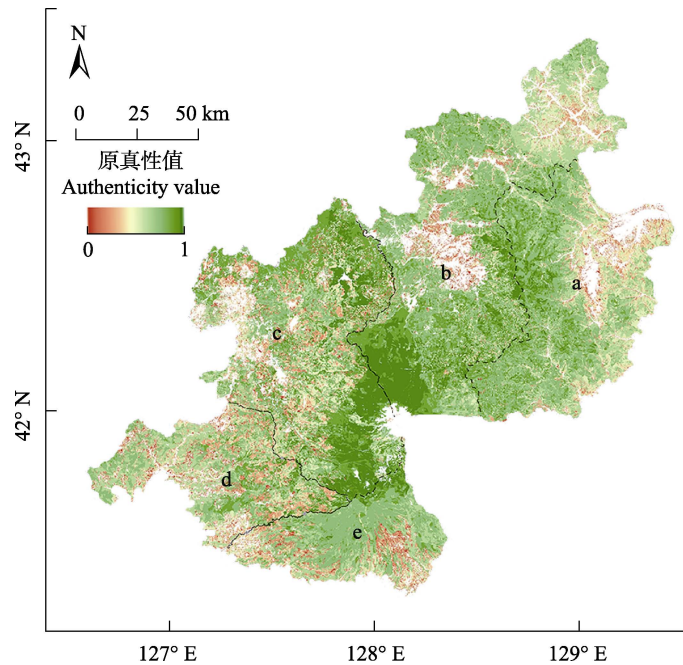 N
0 25 50 km
原真性值
Authenticity value
0 1
43° N
42° N
a
b
c
d
e
127° E 128° E 129° E